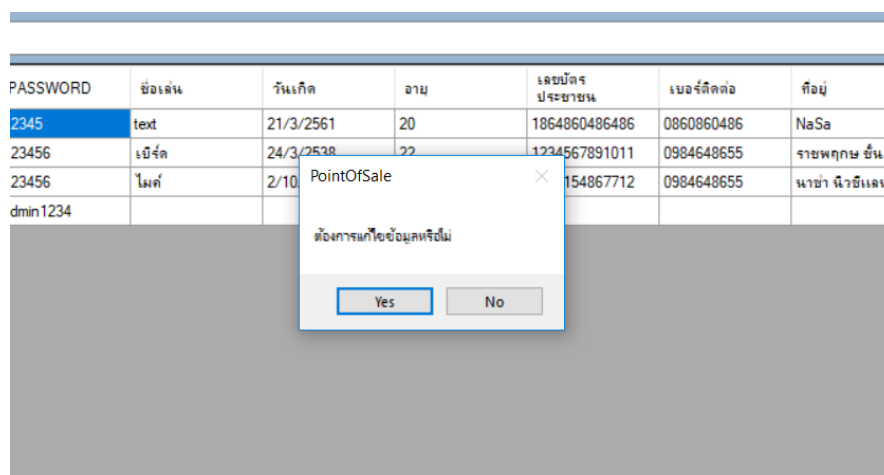 PASSWORD ชื่อเล่น วันเกิด อายุ เลขบัตรประชาชน เบอร์ติดต่อ ที่อยู่
2345 text 21/3/2561 20 1864860486486 0860860486 NaSa
23456 เบิร์ด 24/3/2538 22 1234567891011 0984648655 ราชพฤกษ ชั้น
23456 ไมค์ 2/10 154867712 0984648655 นาซ่า นิวซีแลน
dmin1234
PointOfSale
ต้องการแก้ไขข้อมูลหรือไม่
Yes No